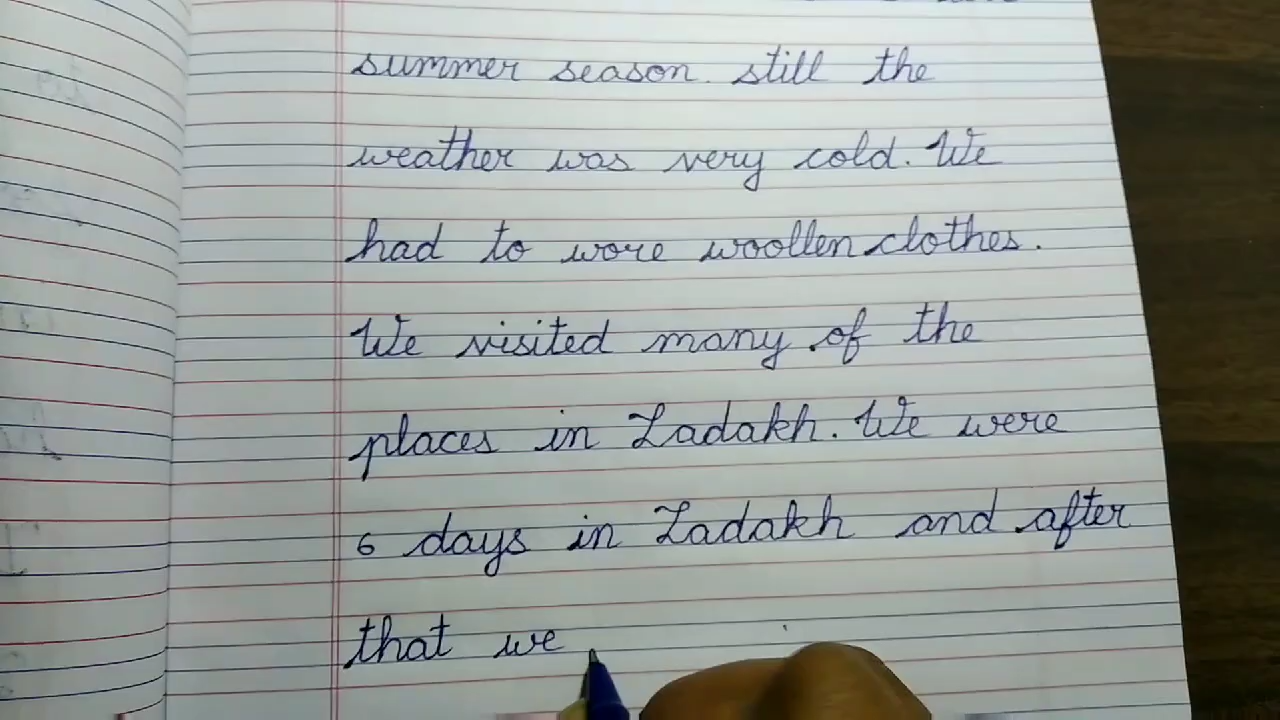 summer season. still the
weather was very cold. We
had to wore woollen clothes.
We visited many of the
places in Ladakh. We were
6 days in Ladakh and after
that we